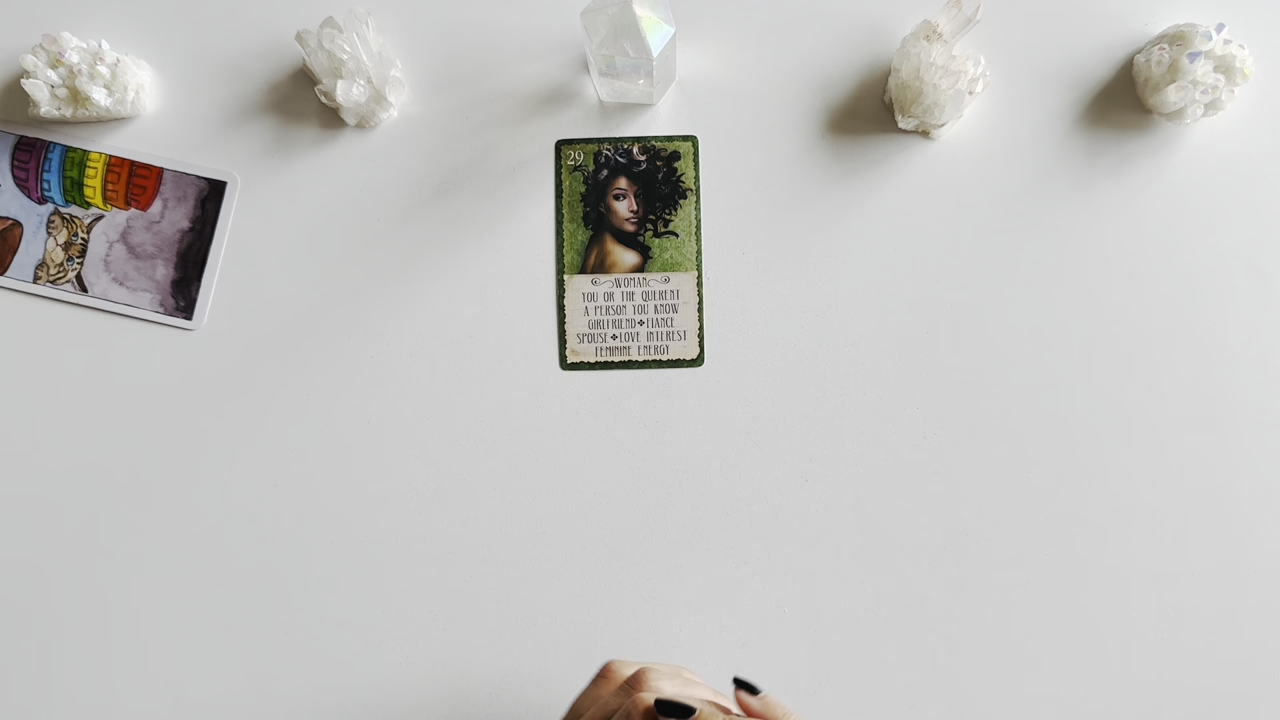 29
WOMAN
YOU OR THE QUERENT
A PERSON YOU KNOW
GIRLFRIEND✤FIANCE
SPOUSE✤LOVE INTEREST
FEMININE ENERGY